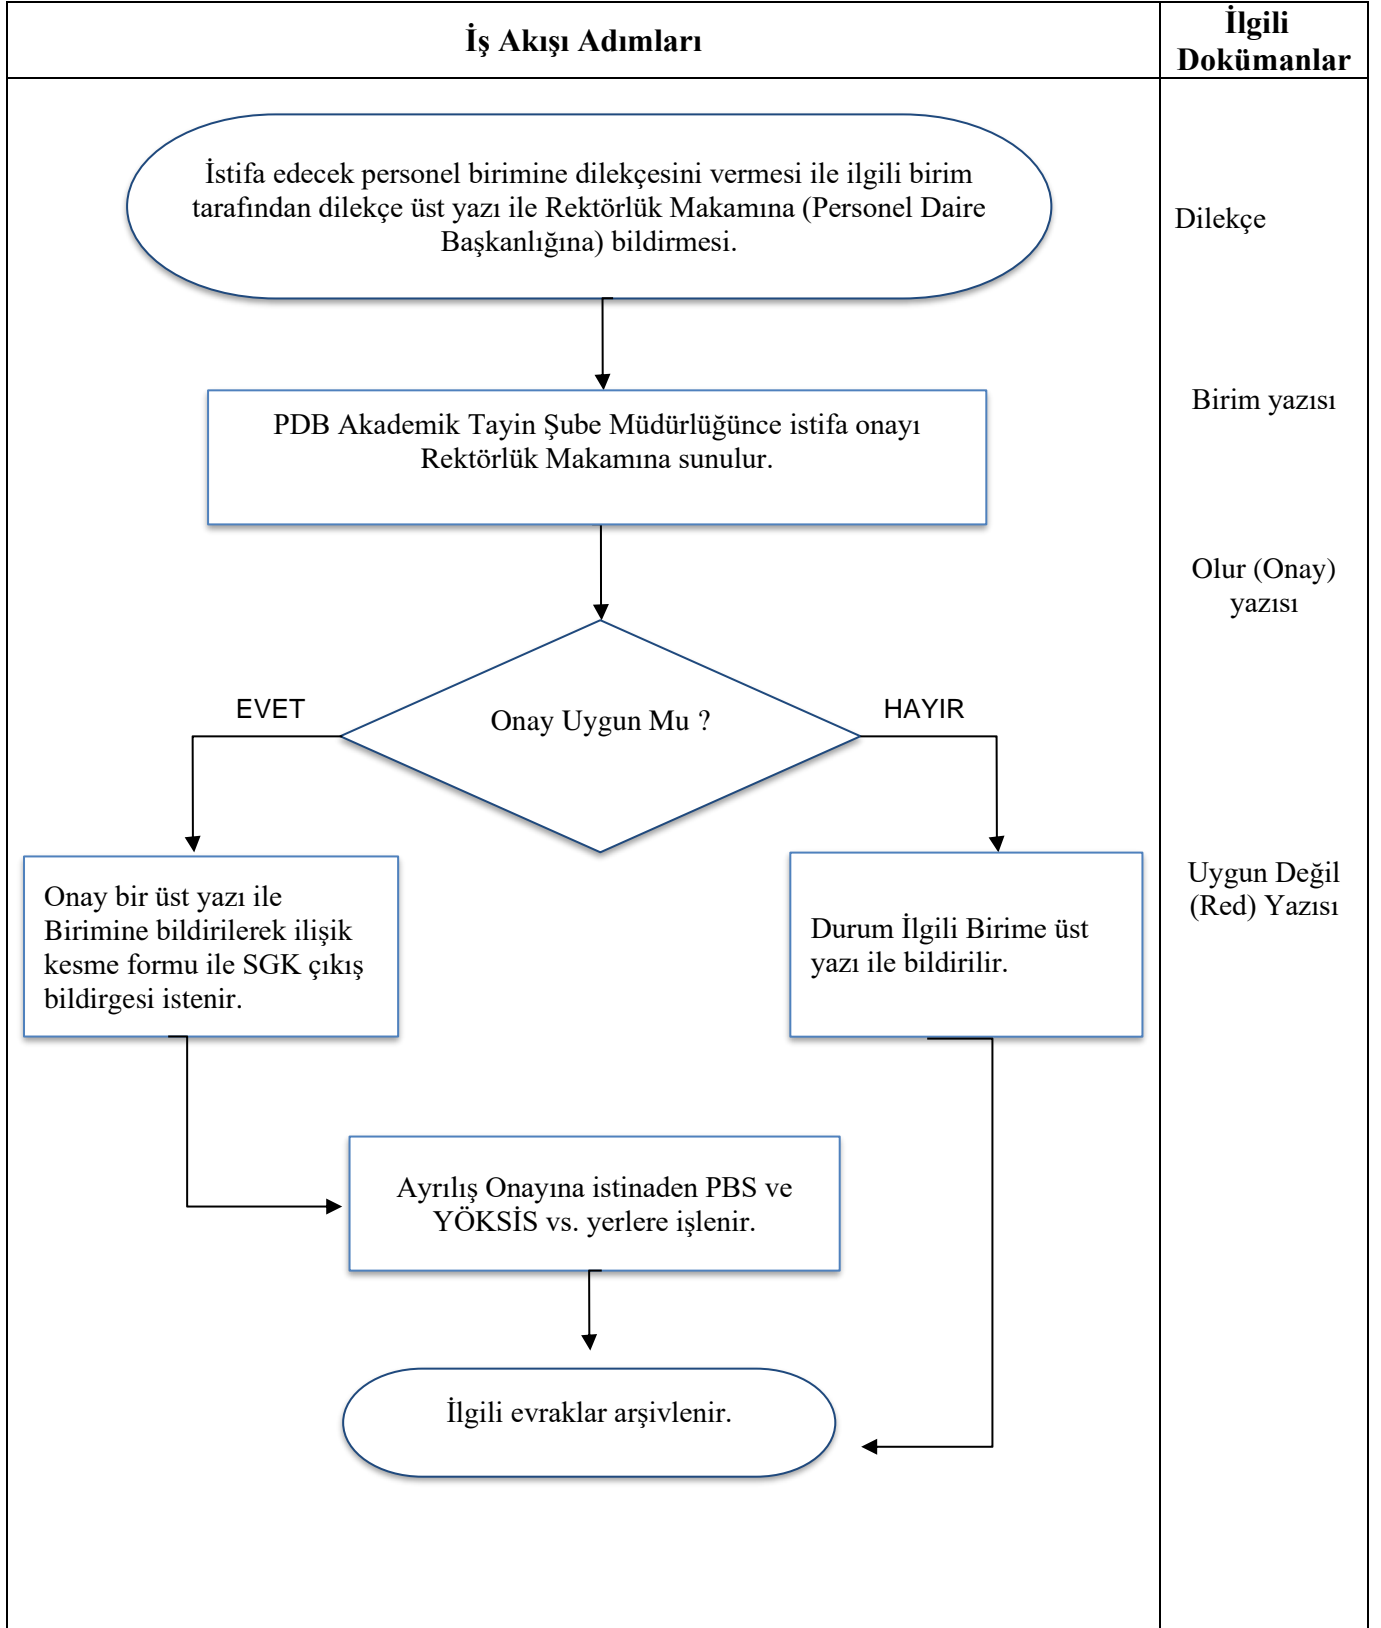 İş Akışı Adımları
İlgili
Dokümanlar
İstifa edecek personel birimine dilekçesini vermesi ile ilgili birim
tarafından dilekçe üst yazı ile Rektörlük Makamına (Personel Daire
Başkanlığına) bildirmesi.
Dilekçe
PDB Akademik Tayin Şube Müdürlüğünce istifa onayı
Rektörlük Makamına sunulur.
Birim yazısı
Olur (Onay)
yazısı
EVET
Onay Uygun Mu ?
HAYIR
Onay bir üst yazı ile
Birimine bildirilerek ilişik
kesme formu ile SGK çıkış
bildirgesi istenir.
Durum İlgili Birime üst
yazı ile bildirilir.
Uygun Değil
(Red) Yazısı
Ayrılış Onayına istinaden PBS ve
YÖKSİS vs. yerlere işlenir.
İlgili evraklar arşivlenir.